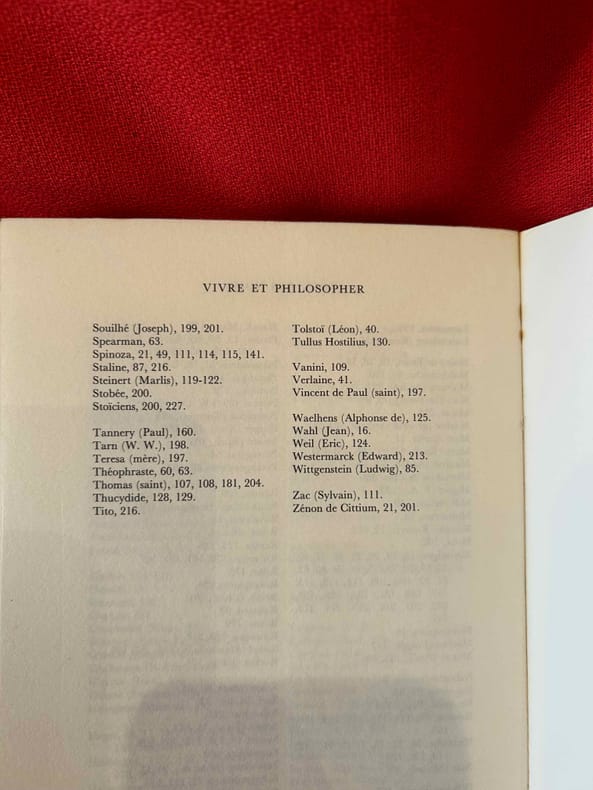 VIVRE ET PHILOSOPHER
Souilhé (Joseph), 199, 201.
Spearman, 63.
Spinoza, 21, 49, 111, 114, 115, 141.
Staline, 87, 216.
Steinert (Marlis), 119-122.
Stobée, 200.
Stoïciens, 200, 227.
Tannery (Paul), 160.
Tarn (W. W.), 198.
Teresa (mère), 197.
Théophraste, 60, 63.
Thomas (saint), 107, 108, 181, 204.
Thucydide, 128, 129.
Tito, 216.
Tolstoï (Léon), 40.
Tullus Hostilius, 130.
Vanini, 109.
Verlaine, 41.
Vincent de Paul (saint), 197.
Waelhens (Alphonse de), 125.
Wahl (Jean), 16.
Weil (Eric), 124.
Westermarck (Edward), 213.
Wittgenstein (Ludwig), 85.
Zac (Sylvain), 111.
Zénon de Cittium, 21, 201.